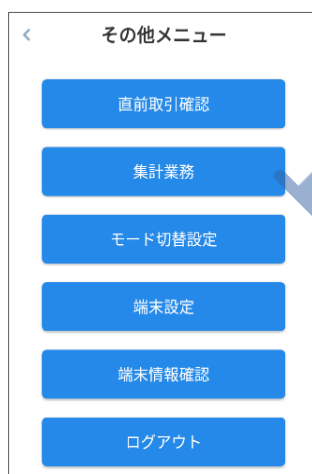 その他メニュー
直前取引確認
集計業務
モード切替設定
端末設定
端末情報確認
ログアウト